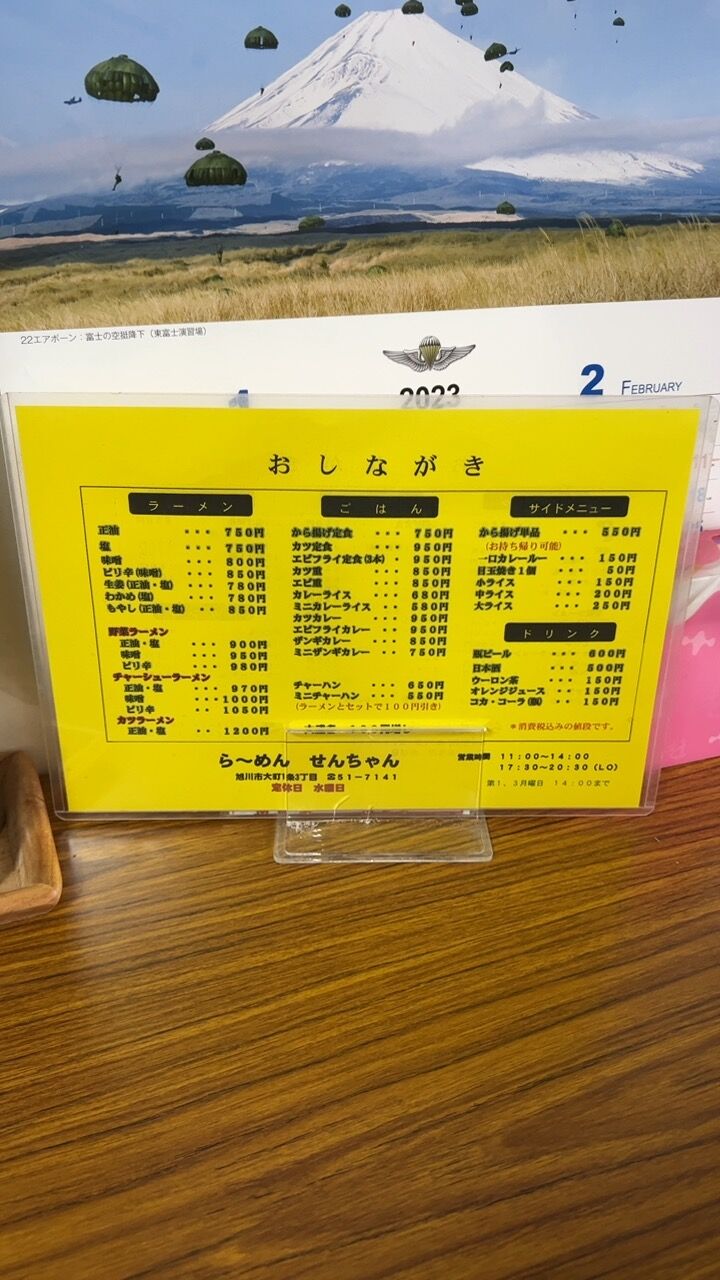 22エアボーン：富士の空挺降下（東富士演習場）
2023
2 FEBRUARY
おしながき
ラーメン
正油 ・・・ 750円
塩 ・・・ 750円
味噌 ・・・ 800円
ピリ辛(味噌) ・・・ 850円
生姜(正油・塩) ・・・ 780円
わかめ(塩) ・・・ 780円
もやし(正油・塩) ・・ 850円
野菜ラーメン
正油・塩 ・・・ 900円
味噌 ・・・ 950円
ピリ辛 ・・・ 980円
チャーシューラーメン
正油・塩 ・・・ 970円
味噌 ・・・1000円
ピリ辛 ・・ 1050円
カツラーメン
正油・塩 ・・ 1200円
ごはん
から揚げ定食 ・・・ 750円
カツ定食 ・・・ 950円
エビフライ定食(3本) ・ 950円
カツ重 ・・・ 850円
エビ重 ・・・ 850円
カレーライス ・・・ 680円
ミニカレーライス ・・・ 580円
カツカレー ・・・ 950円
エビフライカレー ・・ 950円
ザンギカレー ・・・ 850円
ミニザンギカレー ・・・ 750円
チャーハン ・・・ 650円
ミニチャーハン ・・・ 550円
(ラーメンとセットで100円引き)
サイドメニュー
から揚げ単品 ・・・ 550円
(お持ち帰り可能)
一口カレールー ・・・ 150円
目玉焼き1個 ・・・ 50円
小ライス ・・・ 150円
中ライス ・・・ 200円
大ライス ・・・ 250円
ドリンク
瓶ビール ・・・ 600円
日本酒 ・・・ 500円
ウーロン茶 ・・ 150円
オレンジジュース ・・ 150円
コカ・コーラ(瓶) ・・ 150円
＊消費税込みの値段です。
ら〜めん せんちゃん
旭川市大町1条3丁目 ☎51-7141
定休日 水曜日
営業時間 11:00〜14:00
17:30〜20:30(LO)
第1、3月曜日 14:00まで